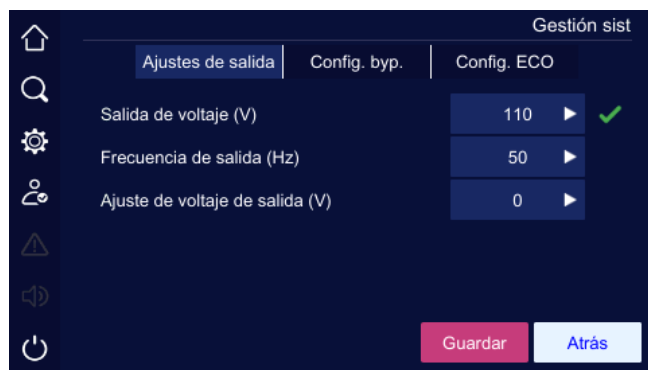 Gestión sist
Ajustes de salida Config. byp. Config. ECO
Salida de voltaje (V) 110
Frecuencia de salida (Hz) 50
Ajuste de voltaje de salida (V) 0
Guardar Atrás